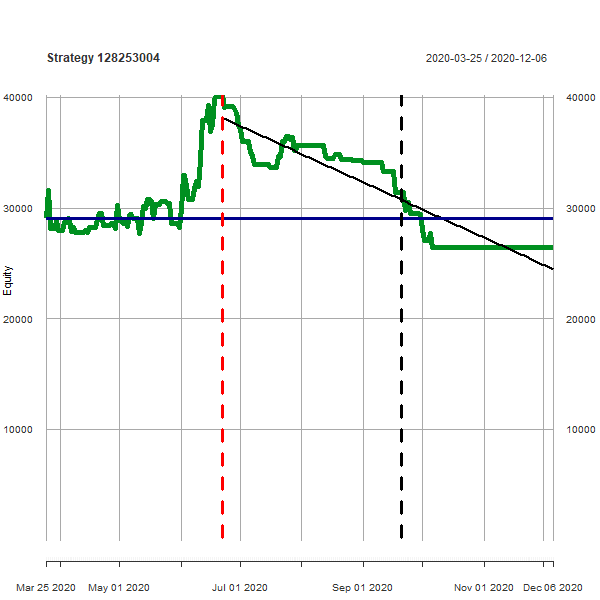 Strategy 128253004
2020-03-25 / 2020-12-06
40000
40000
30000
30000
Equity
20000
20000
10000
10000
Mar 25 2020
May 01 2020
Jul 01 2020
Sep 01 2020
Nov 01 2020
Dec 06 2020